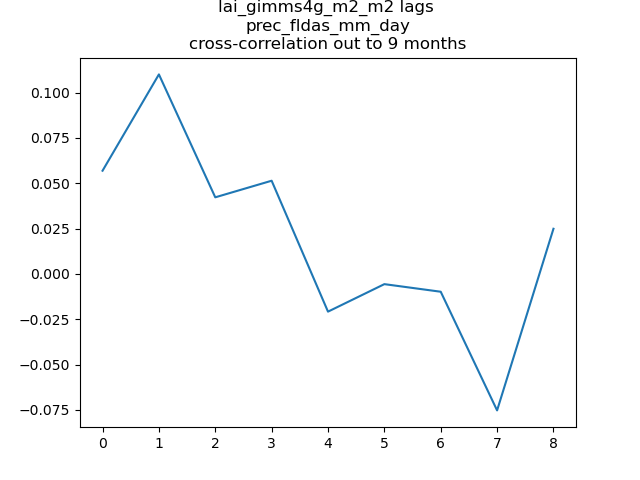 lai_gimms4g_m2_m2 lags
prec_fldas_mm_day
cross-correlation out to 9 months
0.100
0.075
0.050
0.025
0.000
−0.025
−0.050
−0.075
0 1 2 3 4 5 6 7 8